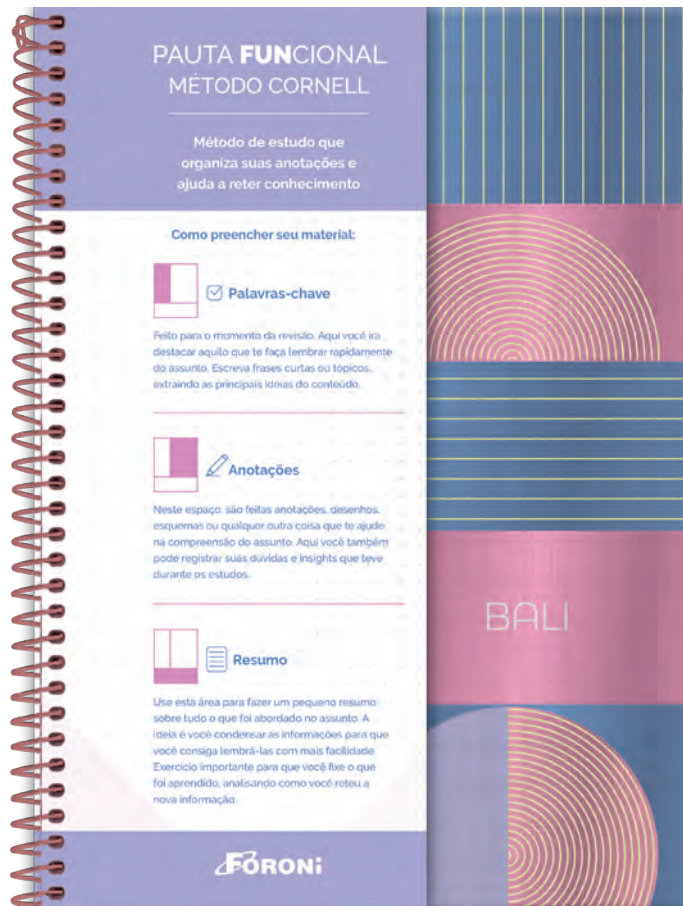 PAUTA FUNCIONAL
MÉTODO CORNELL
Método de estudo que
organiza suas anotações e
ajuda a reter conhecimento
Como preencher seu material:
Palavras-chave
Feito para o momento da revisão. Aqui você ira
destacar aquilo que te faça lembrar rapidamente
do assunto. Escreva frases curtas ou tópicos,
extraindo as principais ideias do conteúdo.
Anotações
Neste espaço, são feitas anotações, desenhos,
esquemas ou qualquer outra coisa que te ajude
na compreensão do assunto. Aqui você também
pode registrar suas dúvidas e insights que teve
durante os estudos.
Resumo
Use esta área para fazer um pequeno resumo
sobre tudo o que foi abordado no assunto. A
ideia é você condensar as informações para que
você consiga lembrá-las com mais facilidade
Exercício importante para que você fixe o que
foi aprendido, analisando como você reteu a
nova informação.
FORONI
BALI